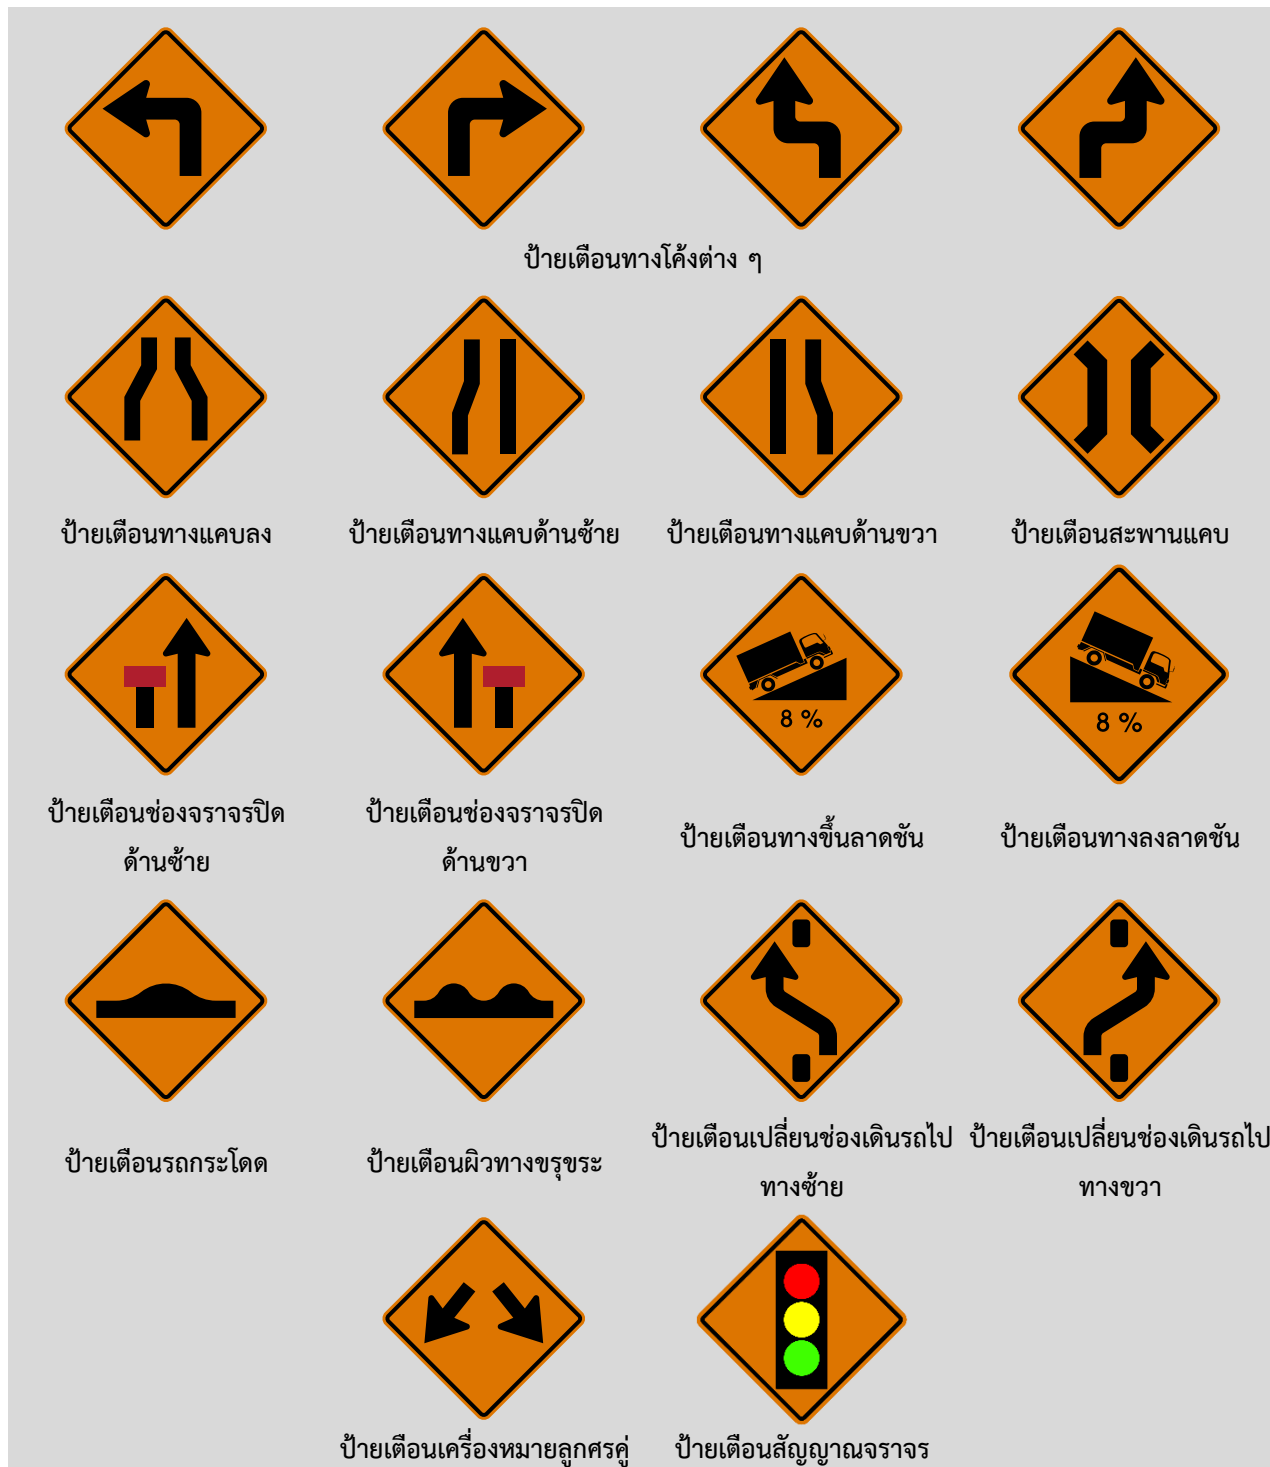 ป้ายเตือนทางโค้งต่าง ๆ
ป้ายเตือนทางแคบลง
ป้ายเตือนทางแคบด้านซ้าย
ป้ายเตือนทางแคบด้านขวา
ป้ายเตือนสะพานแคบ
8 %
8 %
ป้ายเตือนช่องจราจรปิด
ด้านซ้าย
ป้ายเตือนช่องจราจรปิด
ด้านขวา
ป้ายเตือนทางขึ้นลาดชัน
ป้ายเตือนทางลงลาดชัน
ป้ายเตือนรถกระโดด
ป้ายเตือนผิวทางขรุขระ
ป้ายเตือนเปลี่ยนช่องเดินรถไป
ทางซ้าย
ป้ายเตือนเปลี่ยนช่องเดินรถไป
ทางขวา
ป้ายเตือนเครื่องหมายลูกศรคู่
ป้ายเตือนสัญญาณจราจร